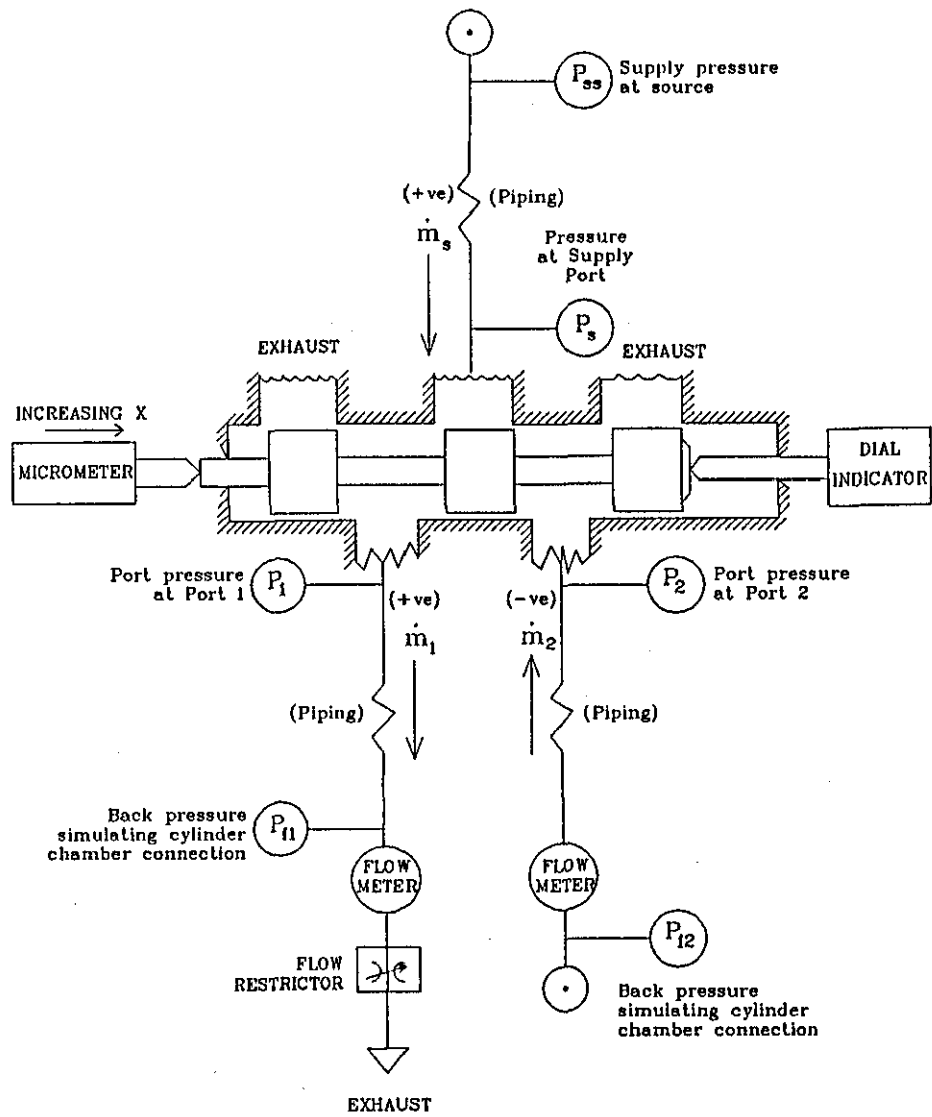 P_ss
Supply pressure
at source
(+ve)
(Piping)
ṁ_s
Pressure
at Supply
Port
P_s
EXHAUST
EXHAUST
INCREASING X
MICROMETER
DIAL
INDICATOR
Port pressure
at Port 1
P_1
(+ve)
ṁ_1
(-ve)
ṁ_2
P_2
Port pressure
at Port 2
(Piping)
(Piping)
Back pressure
simulating cylinder
chamber connection
P_f1
FLOW
METER
FLOW
METER
FLOW
RESTRICTOR
P_f2
Back pressure
simulating cylinder
chamber connection
EXHAUST